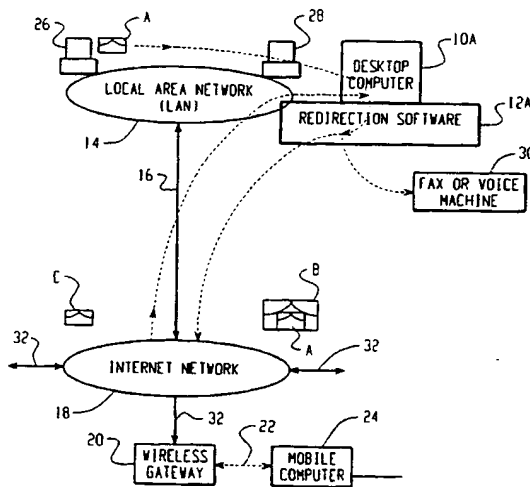 26
A
28
10A
DESKTOP
COMPUTER
LOCAL AREA NETWORK
(LAN)
REDIRECTION SOFTWARE
12A
14
30
16
FAX OR VOICE
MACHINE
C
B
A
32
32
INTERNET NETWORK
18
32
20
22
24
WIRELESS
GATEWAY
MOBILE
COMPUTER